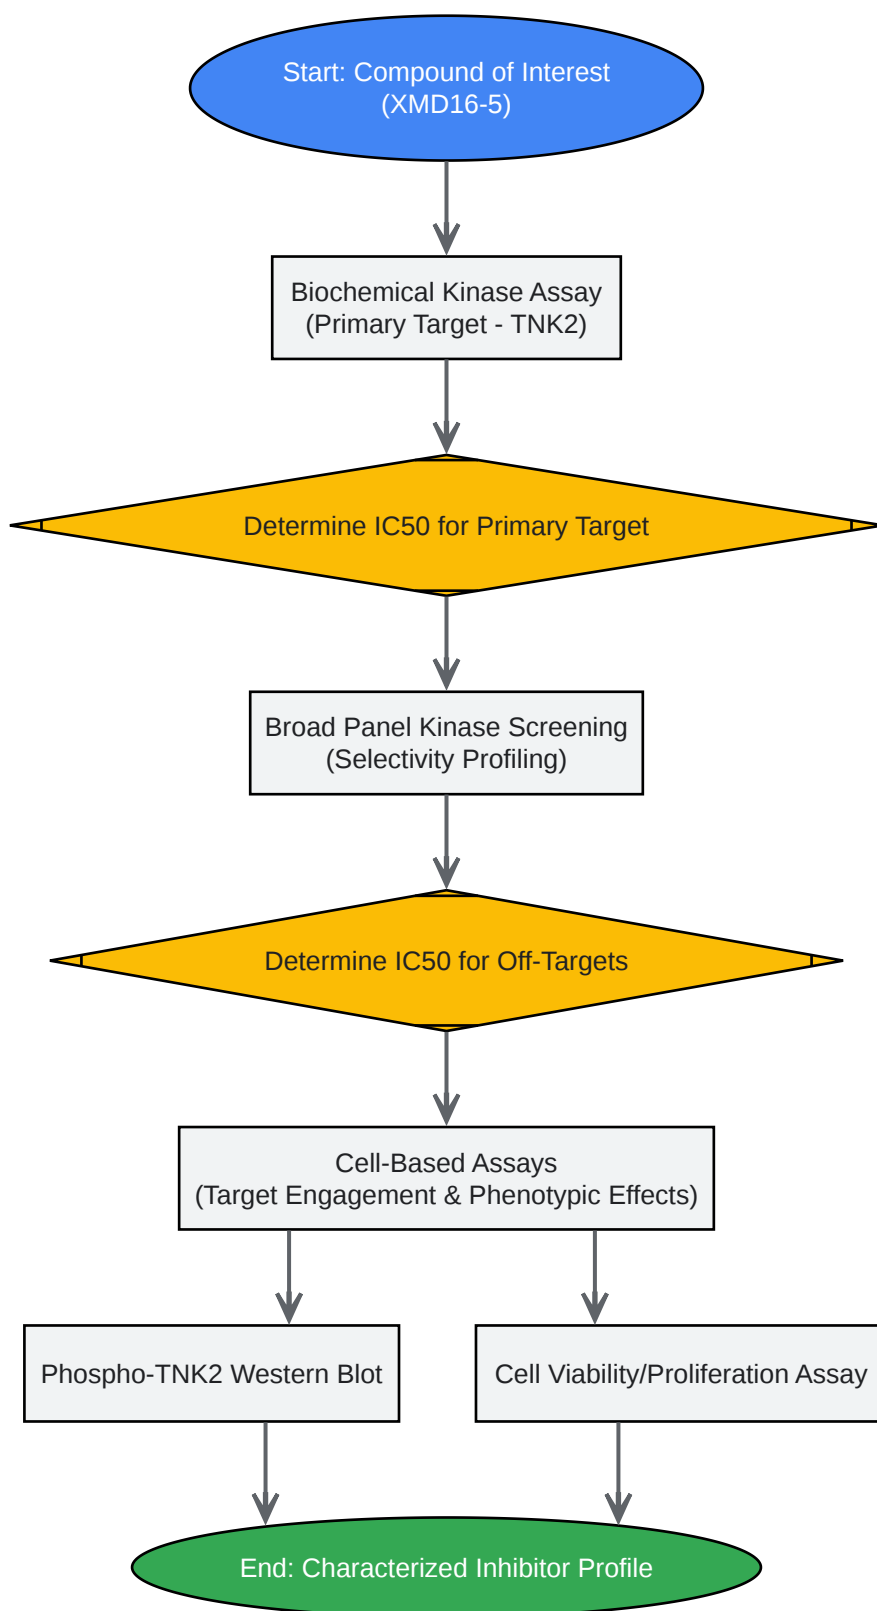 Start: Compound of Interest
(XMD16-5)
Biochemical Kinase Assay
(Primary Target - TNK2)
Determine IC50 for Primary Target
Broad Panel Kinase Screening
(Selectivity Profiling)
Determine IC50 for Off-Targets
Cell-Based Assays
(Target Engagement & Phenotypic Effects)
Phospho-TNK2 Western Blot
Cell Viability/Proliferation Assay
End: Characterized Inhibitor Profile